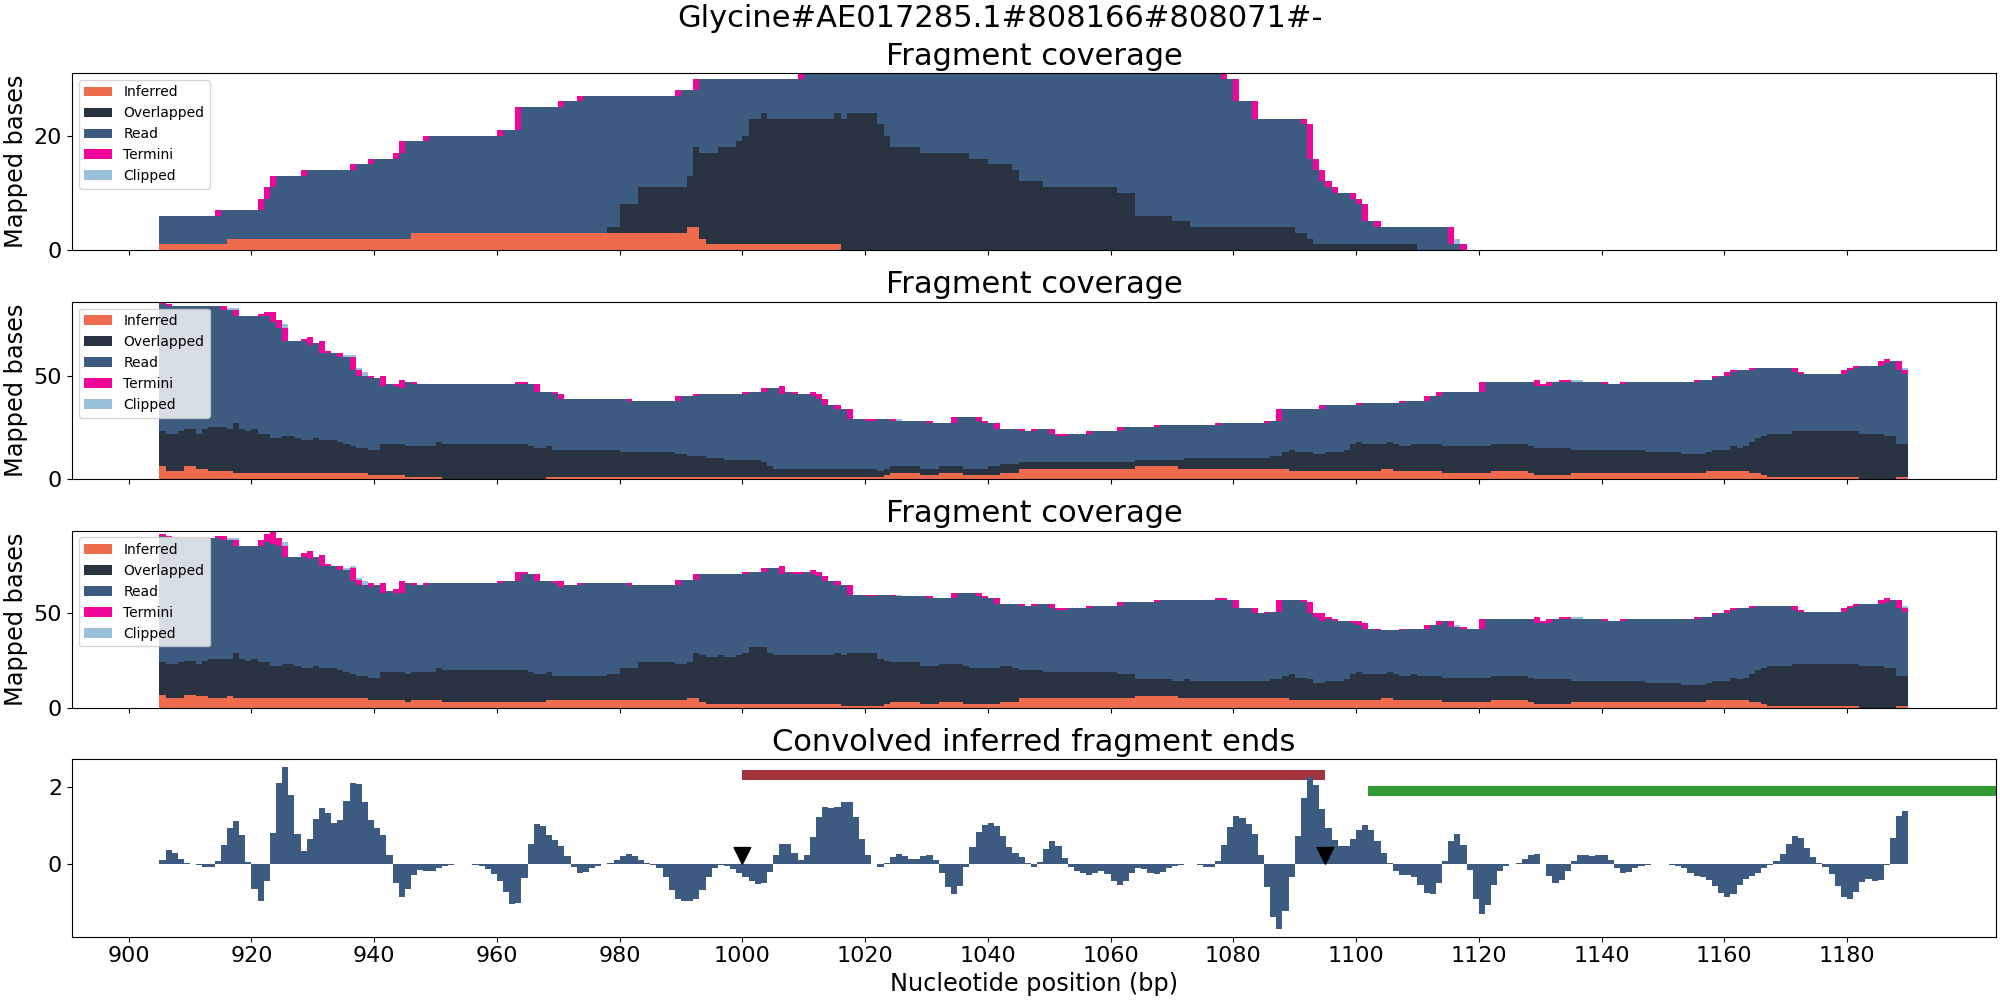 Glycine#AE017285.1#808166#808071#-
Fragment coverage
Mapped bases
20
0
Inferred
Overlapped
Read
Termini
Clipped
Fragment coverage
Mapped bases
50
0
Inferred
Overlapped
Read
Termini
Clipped
Fragment coverage
Mapped bases
50
0
Inferred
Overlapped
Read
Termini
Clipped
Convolved inferred fragment ends
2
0
900 920 940 960 980 1000 1020 1040 1060 1080 1100 1120 1140 1160 1180
Nucleotide position (bp)